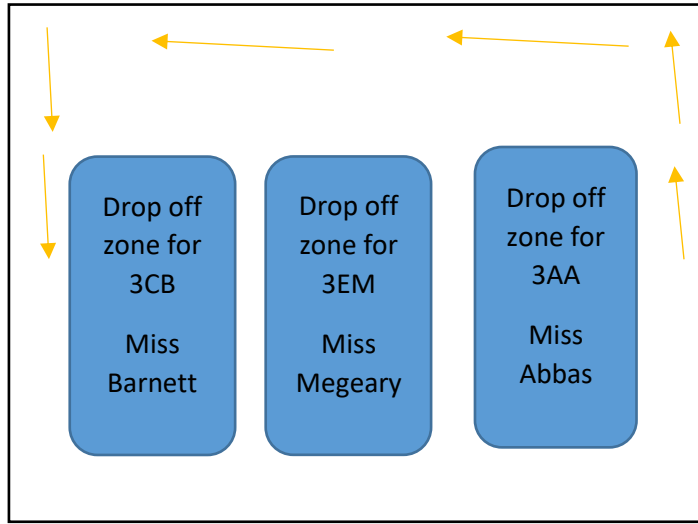 Drop off
zone for
3CB
Miss
Barnett
Drop off
zone for
3EM
Miss
Megeary
Drop off
zone for
3AA
Miss
Abbas